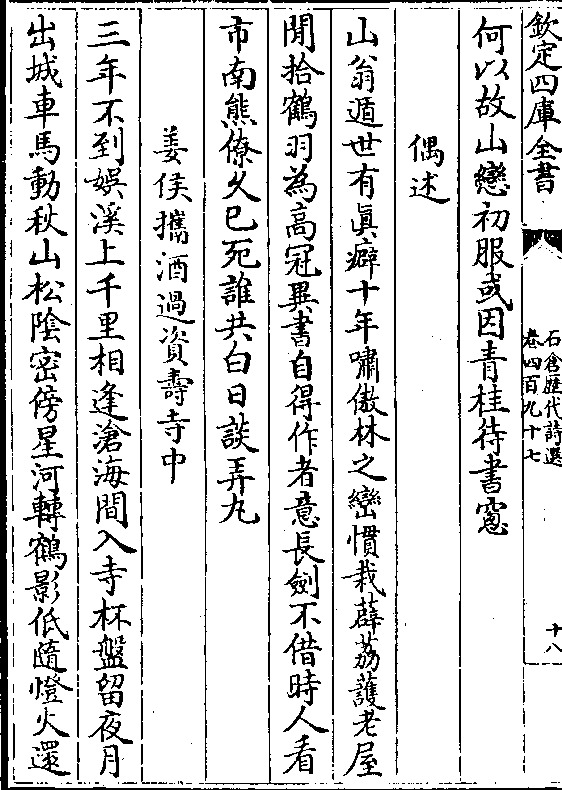 欽定四庫全書
石倉歷代詩選
卷四百九十七
十八
何以故山戀初服或因青桂待書窻
偶述
山翁遁世有真癖十年嘯傲林之巒慣栽薜荔護老屋
閒拾鶴羽為高冠異書自得作者意長劍不借時人看
市南熊僚久已死誰共白日談弄丸
姜侯攜酒過資壽寺中
三年不到娛溪上千里相逢滄海間入寺杯盤留夜月
出城車馬動秋山松陰密傍星河轉鶴影低隨燈火還